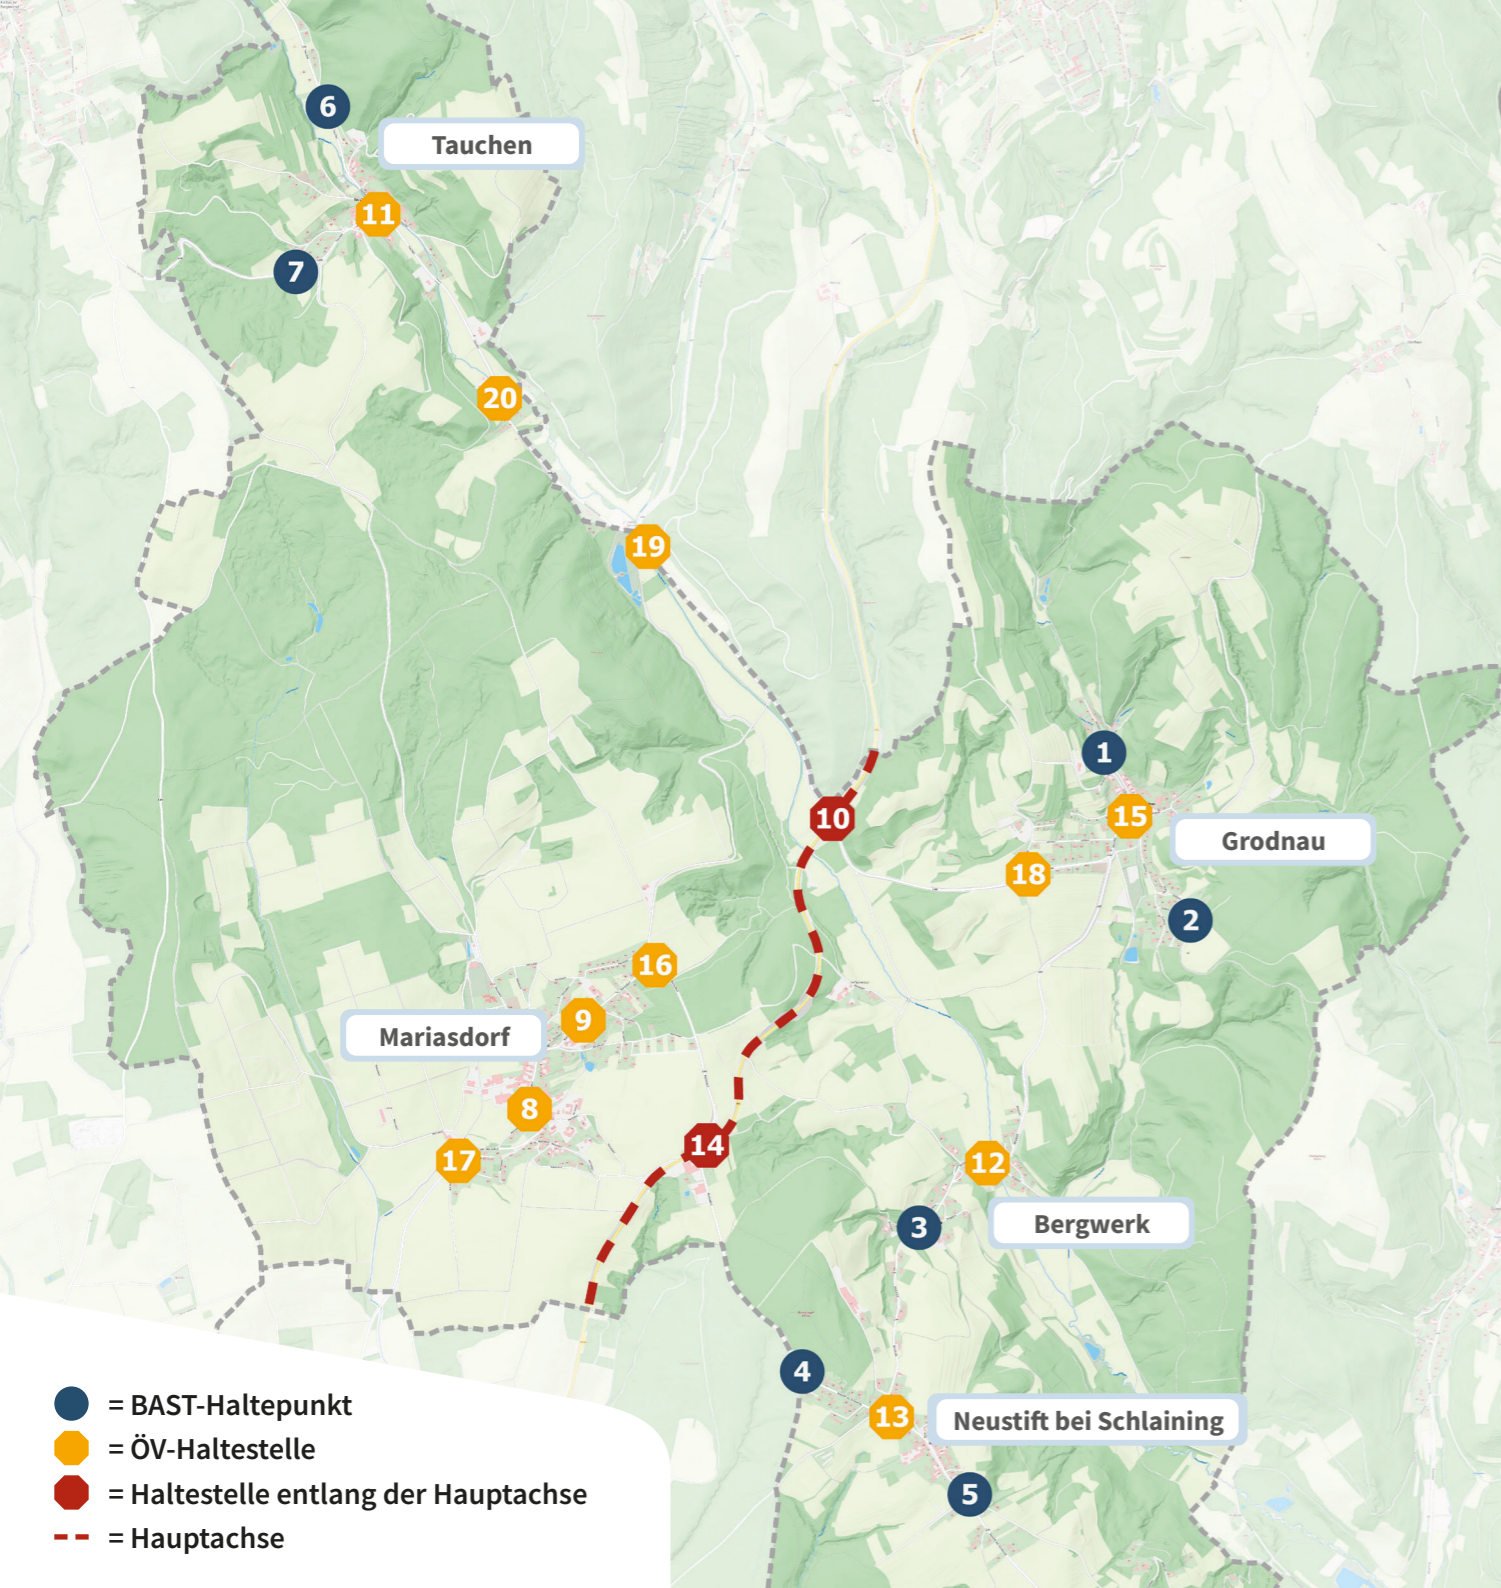 6
Tauchen
11
7
20
19
1
10
15
Grodnau
18
2
16
9
Mariasdorf
8
14
17
12
3
Bergwerk
4
13
Neustift bei Schlaining
5
= BAST-Haltepunkt
= ÖV-Haltestelle
= Haltestelle entlang der Hauptachse
= Hauptachse